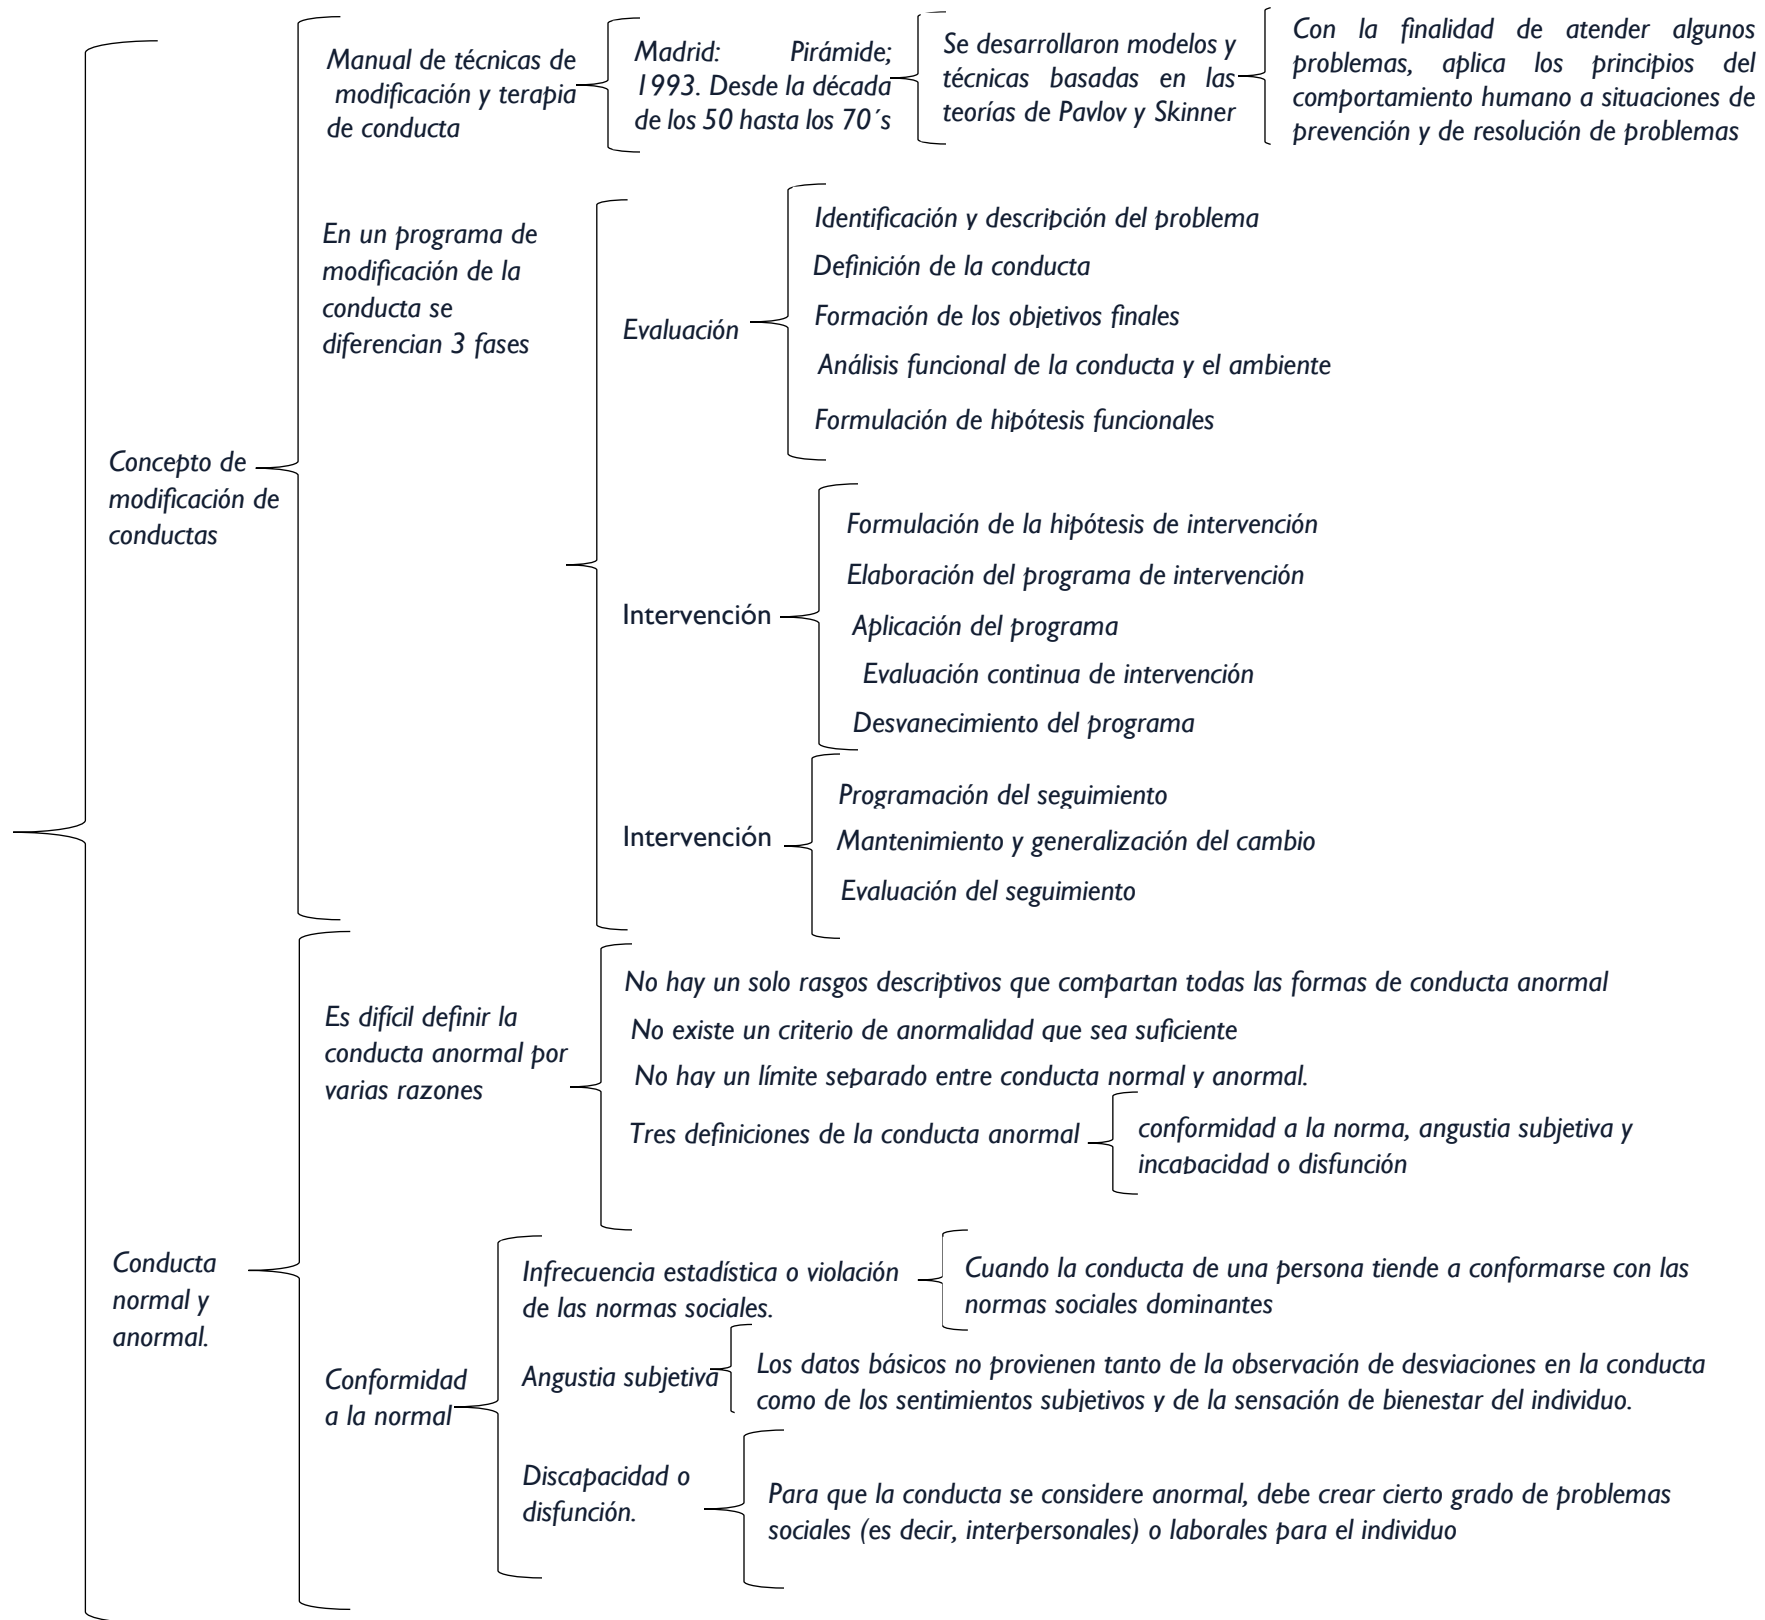 Manual de técnicas de
modificación y terapia
de conducta
Madrid: Pirámide;
1993. Desde la década
de los 50 hasta los 70´s
Se desarrollaron modelos y
técnicas basadas en las
teorías de Pavlov y Skinner
Con la finalidad de atender algunos
problemas, aplica los principios del
comportamiento humano a situaciones de
prevención y de resolución de problemas
Concepto de
modificación de
conductas
En un programa de
modificación de la
conducta se
diferencian 3 fases
Evaluación
Identificación y descripción del problema
Definición de la conducta
Formación de los objetivos finales
Análisis funcional de la conducta y el ambiente
Formulación de hipótesis funcionales
Intervención
Formulación de la hipótesis de intervención
Elaboración del programa de intervención
Aplicación del programa
Evaluación continua de intervención
Desvanecimiento del programa
Intervención
Programación del seguimiento
Mantenimiento y generalización del cambio
Evaluación del seguimiento
Conducta
normal y
anormal.
Es difícil definir la
conducta anormal por
varias razones
No hay un solo rasgos descriptivos que compartan todas las formas de conducta anormal
No existe un criterio de anormalidad que sea suficiente
No hay un límite separado entre conducta normal y anormal.
Tres definiciones de la conducta anormal
conformidad a la norma, angustia subjetiva y
incapacidad o disfunción
Conformidad
a la normal
Infrecuencia estadística o violación
de las normas sociales.
Cuando la conducta de una persona tiende a conformarse con las
normas sociales dominantes
Angustia subjetiva
Los datos básicos no provienen tanto de la observación de desviaciones en la conducta
como de los sentimientos subjetivos y de la sensación de bienestar del individuo.
Discapacidad o
disfunción.
Para que la conducta se considere anormal, debe crear cierto grado de problemas
sociales (es decir, interpersonales) o laborales para el individuo